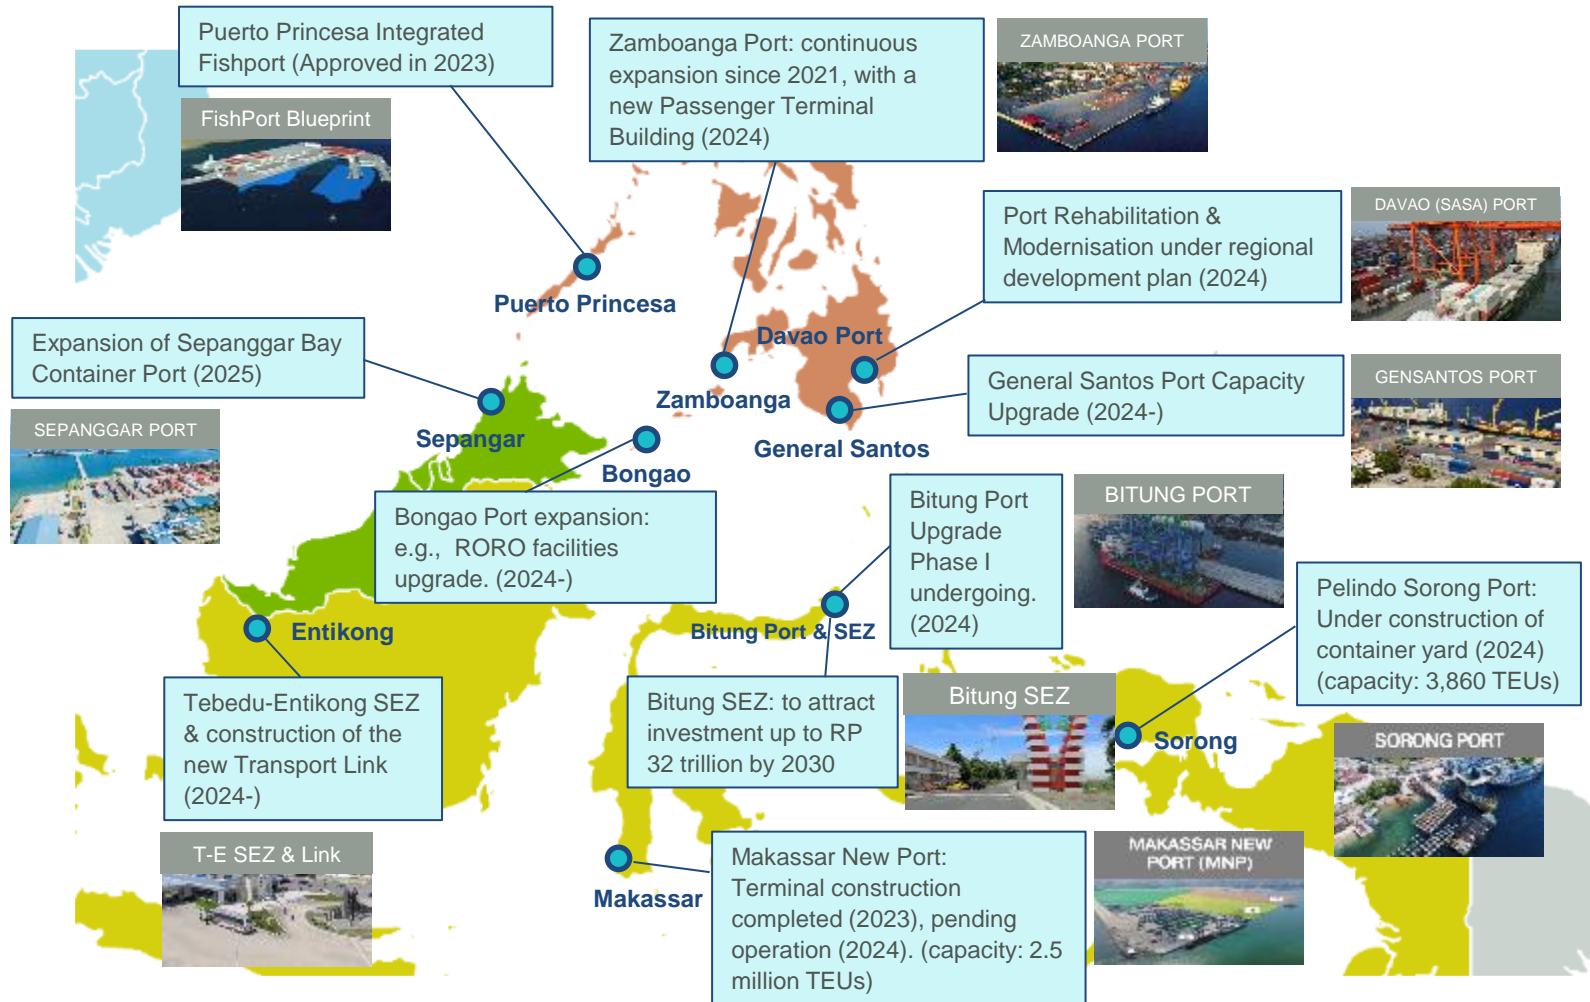 Puerto Princesa Integrated
Fishport (Approved in 2023)
FishPort Blueprint
Zamboanga Port: continuous
expansion since 2021, with a
new Passenger Terminal
Building (2024)
ZAMBOANGA PORT
Port Rehabilitation &
Modernisation under regional
development plan (2024)
DAVAO (SASA) PORT
Puerto Princesa
Expansion of Sepanggar Bay
Container Port (2025)
SEPANGGAR PORT
Davao Port
Zamboanga
General Santos Port Capacity
Upgrade (2024-)
GENSANTOS PORT
Sepangar
Bongao
General Santos
Bongao Port expansion:
e.g., RORO facilities
upgrade. (2024-)
Bitung Port
Upgrade
Phase I
undergoing.
(2024)
BITUNG PORT
Pelindo Sorong Port:
Under construction of
container yard (2024)
(capacity: 3,860 TEUs)
Entikong
Bitung Port & SEZ
Tebedu-Entikong SEZ
& construction of the
new Transport Link
(2024-)
T-E SEZ & Link
Bitung SEZ: to attract
investment up to RP
32 trillion by 2030
Bitung SEZ
Sorong
SORONG PORT
Makassar
Makassar New Port:
Terminal construction
completed (2023), pending
operation (2024). (capacity: 2.5
million TEUs)
MAKASSAR NEW
PORT (MNP)